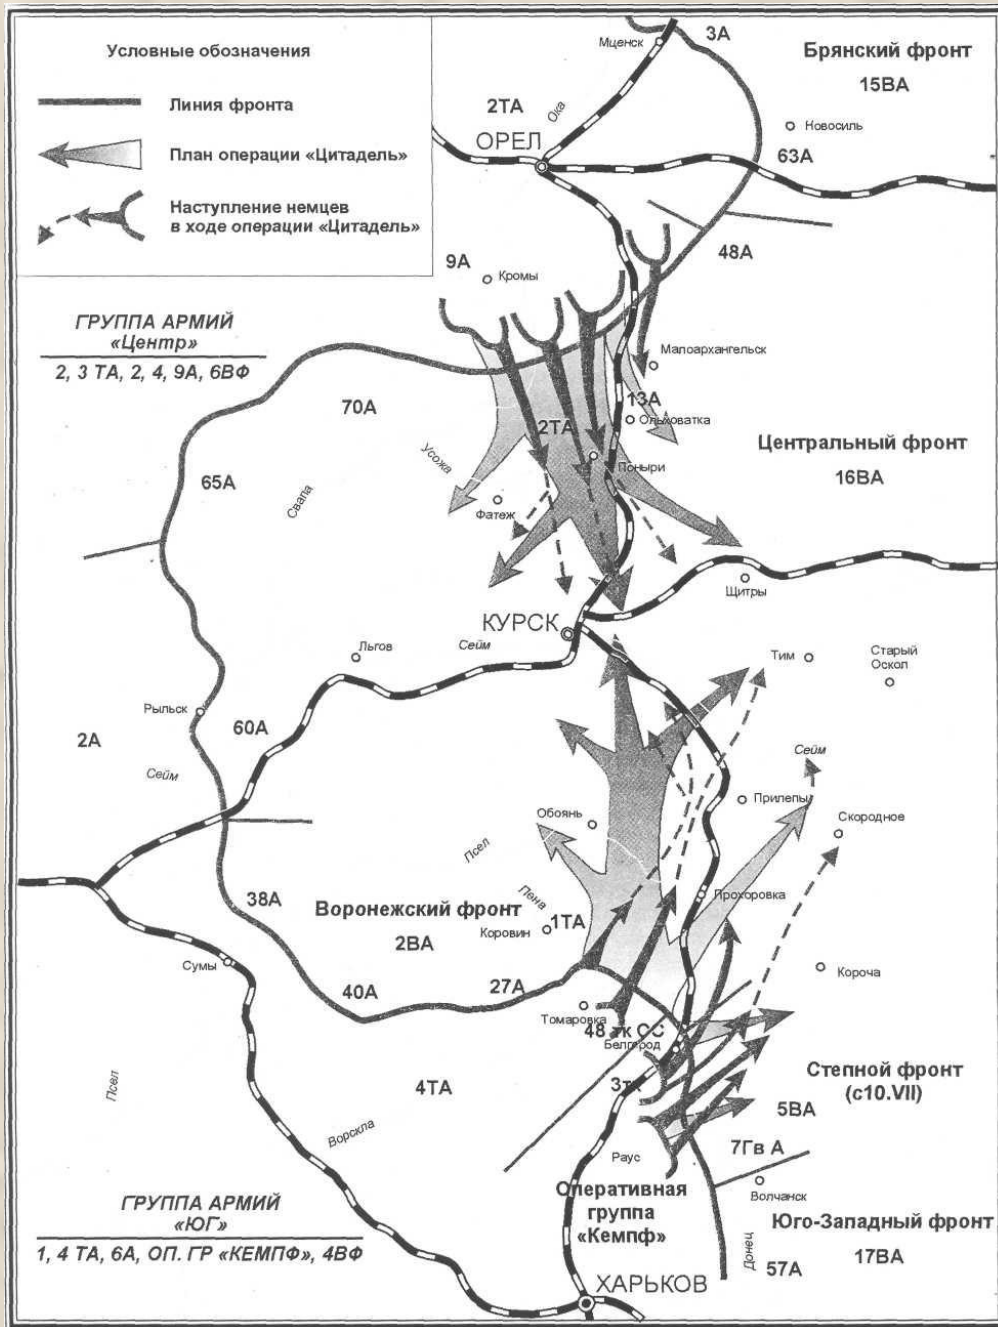 Условные обозначения
Линия фронта
План операции «Цитадель»
Наступление немцев
в ходе операции «Цитадель»
3А
Мценск
Брянский фронт
15ВА
2ТА
Ока
ОРЕЛ
Новосиль
63А
48А
9А
Кромы
ГРУППА АРМИЙ
«Центр»
2, 3 ТА, 2, 4, 9А, 6ВФ
Малоархангельск
70А
13А
Ольховатка
2ТА
Усожа
Поныри
Центральный фронт
16ВА
65А
Свапа
Фатеж
Щитры
КУРСК
Сейм
Льгов
Тим
Старый
Оскол
Рыльск
60А
2А
Сейм
Сейм
Прилепы
Скородное
Обоянь
Псел
Прохоровка
Пена
38А
Воронежский фронт
2ВА
1ТА
Коровин
Сумы
Короча
27А
40А
Томаровка
48 тк СС
Белгород
Степной фронт
(с10.VII)
3тк
4ТА
Псел
5ВА
Ворскла
7Гв А
Раус
Волчанск
Оперативная
группа
«Кемпф»
ГРУППА АРМИЙ
«ЮГ»
1, 4 ТА, 6А, ОП. ГР «КЕМПФ», 4ВФ
Юго-Западный фронт
17ВА
Донец
57А
ХАРЬКОВ